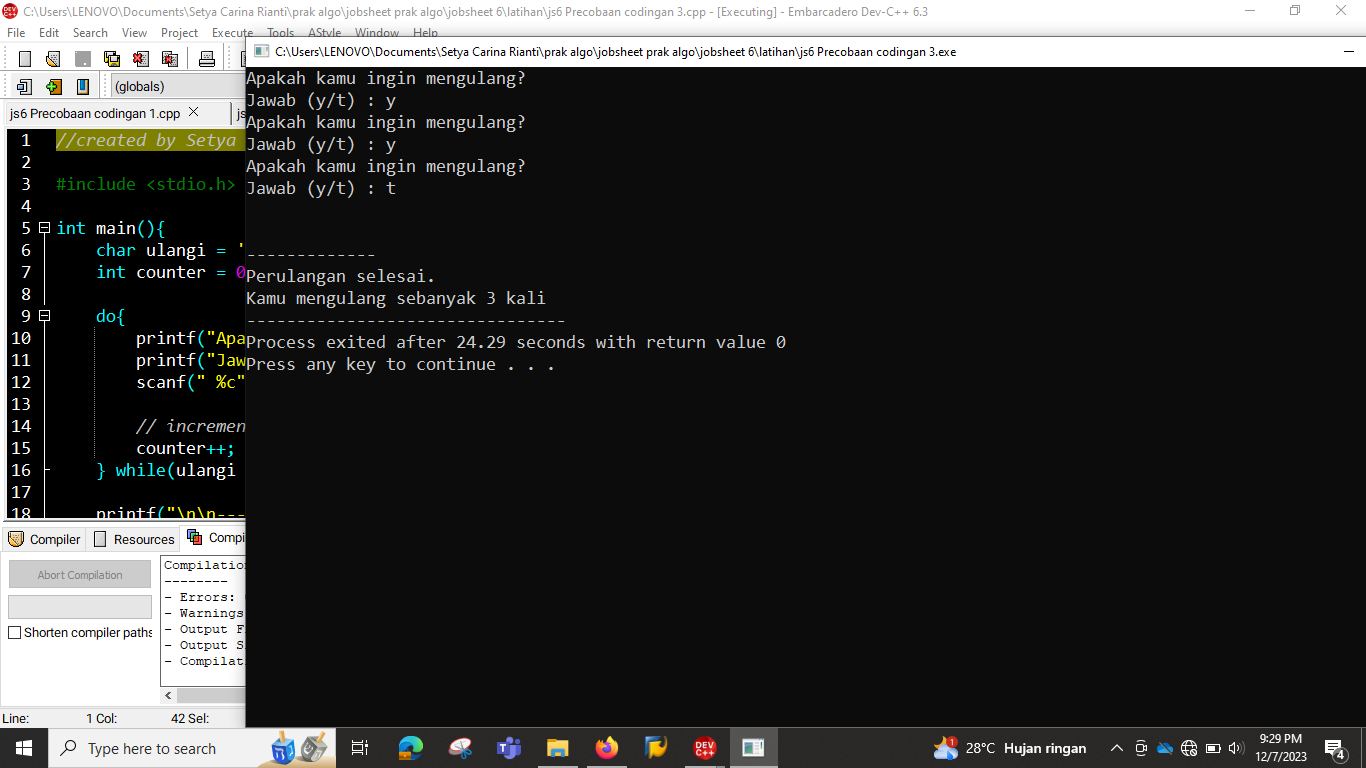 C:\Users\LENOVO\Documents\Setya Carina Rianti\prak algo\jobsheet prak algo\jobsheet 6\latihan\js6 Precobaan codingan 3.cpp - [Executing] - Embarcadero Dev-C++ 6.3
File Edit Search View Project Execute Tools AStyle Window Help
C:\Users\LENOVO\Documents\Setya Carina Rianti\prak algo\jobsheet prak algo\jobsheet 6\latihan\js6 Precobaan codingan 3.exe
(globals)
js6 Precobaan codingan 1.cpp
1 //created by Setya
2
3 #include <stdio.h>
4
5 int main(){
6 char ulangi = '
7 int counter = 0
8
9 do{
10 printf("Apa
11 printf("Jaw
12 scanf(" %c"
13
14 // incremen
15 counter++;
16 } while(ulangi
17
18 printf("\n\n---
Apakah kamu ingin mengulang?
Jawab (y/t) : y
Apakah kamu ingin mengulang?
Jawab (y/t) : y
Apakah kamu ingin mengulang?
Jawab (y/t) : t
-------------
Perulangan selesai.
Kamu mengulang sebanyak 3 kali
--------------------------------
Process exited after 24.29 seconds with return value 0
Press any key to continue . . .
Compiler Resources Compi
Abort Compilation
Shorten compiler paths
Compilation
--------
- Errors:
- Warnings
- Output F
- Output S
- Compilat
Line: 1 Col: 42 Sel:
Type here to search
DEV C++
1 28°C Hujan ringan
9:29 PM
12/7/2023
4